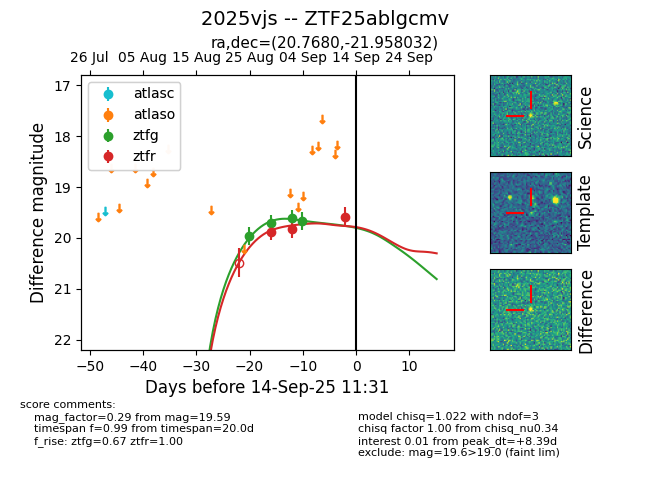 2025vjs -- ZTF25ablgcmv
ra,dec=(20.7680,-21.958032)
26 Jul 05 Aug 15 Aug 25 Aug 04 Sep 14 Sep 24 Sep
17
18
19
20
21
22
Difference magnitude
atlasc
atlaso
ztfg
ztfr
−50 −40 −30 −20 −10 0 10
Days before 14-Sep-25 11:31
Science
Template
Difference
score comments:
mag_factor=0.29 from mag=19.59
timespan f=0.99 from timespan=20.0d
f_rise: ztfg=0.67 ztfr=1.00
model chisq=1.022 with ndof=3
chisq factor 1.00 from chisq_nu0.34
interest 0.01 from peak_dt=+8.39d
exclude: mag=19.6>19.0 (faint lim)